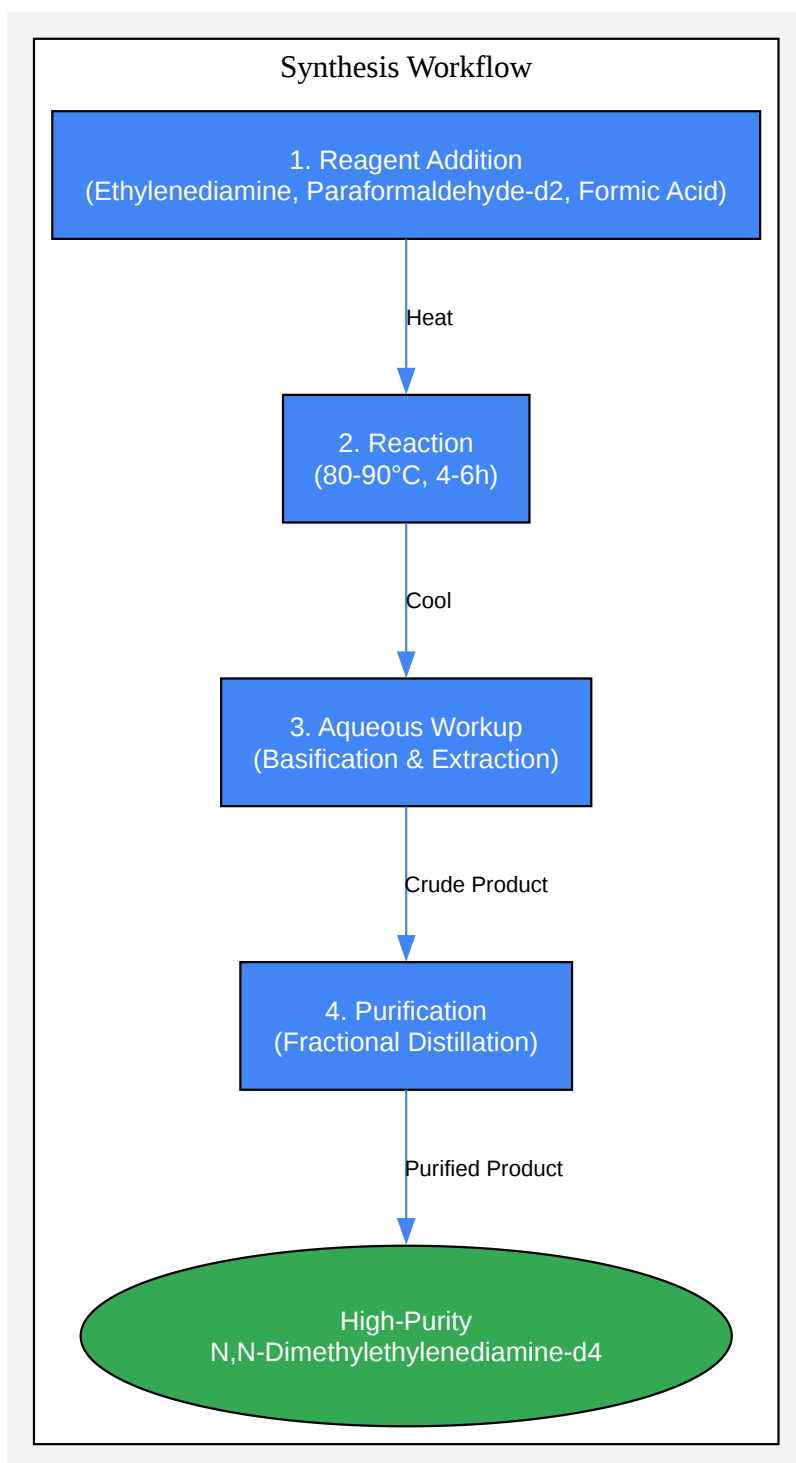 Synthesis Workflow
1. Reagent Addition
(Ethylenediamine, Paraformaldehyde-d2, Formic Acid)
Heat
2. Reaction
(80-90°C, 4-6h)
Cool
3. Aqueous Workup
(Basification & Extraction)
Crude Product
4. Purification
(Fractional Distillation)
Purified Product
High-Purity
N,N-Dimethylethylenediamine-d4